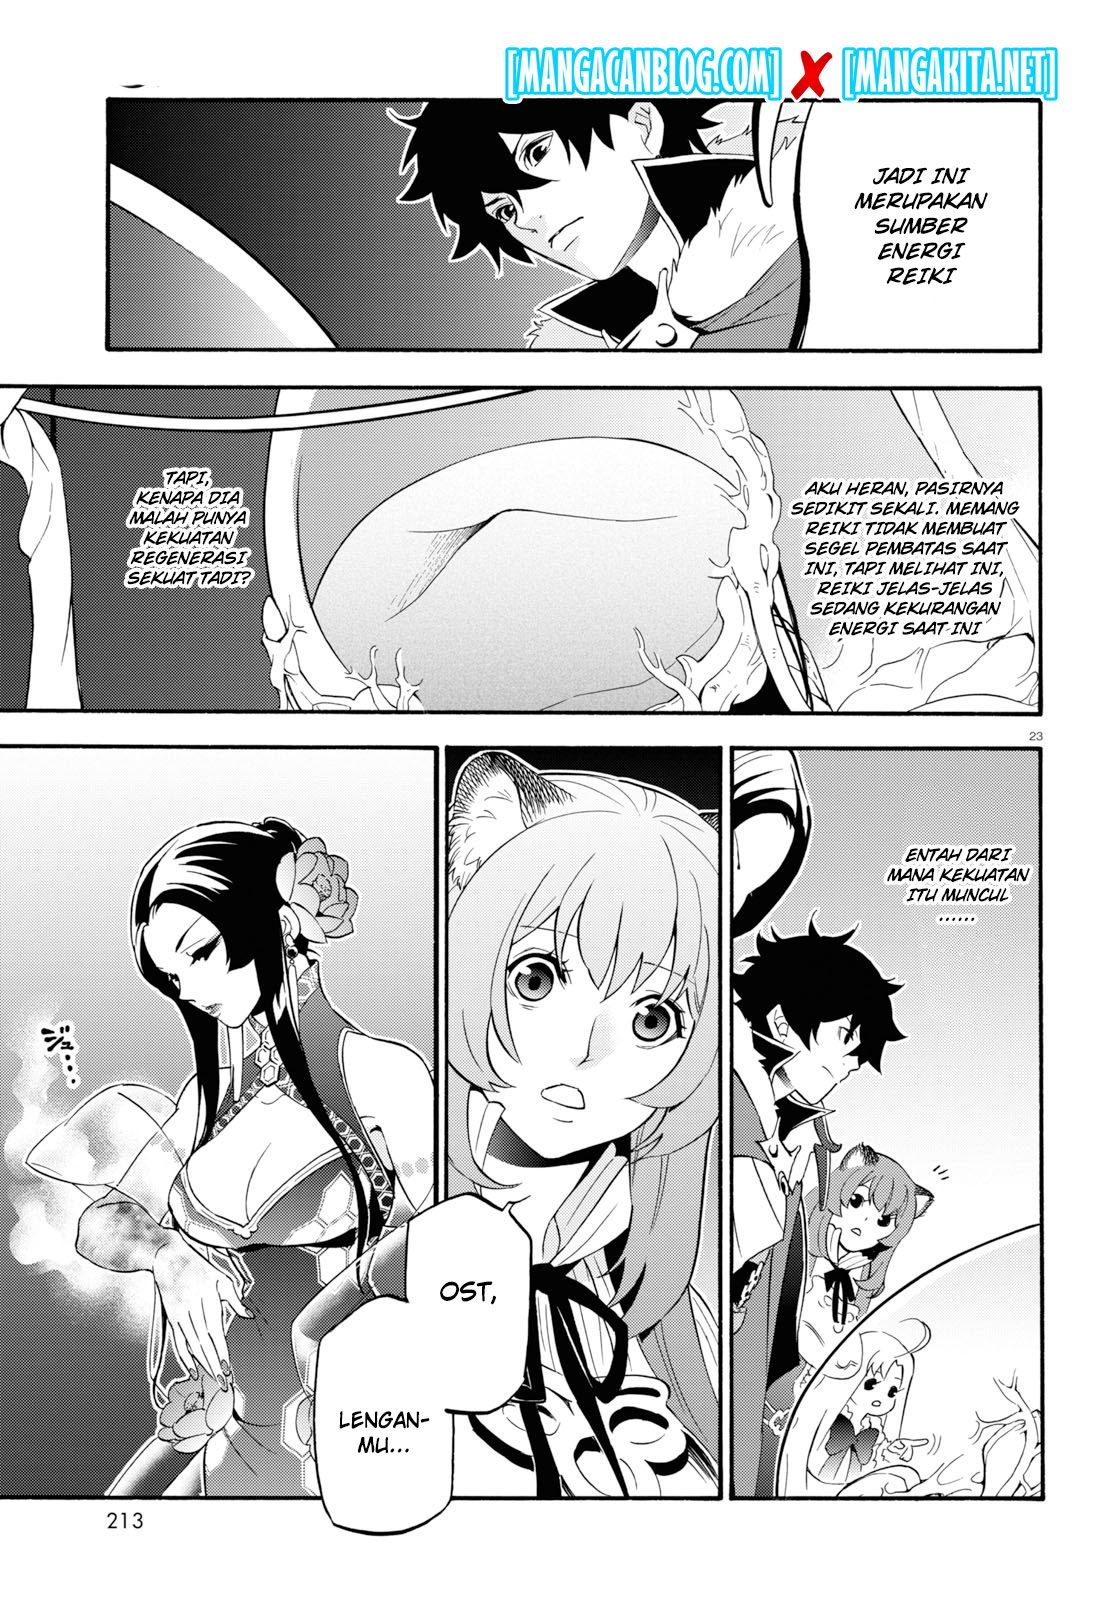 [MANGACANBLOG.COM] X [MANGAKITA.NET]
JADI INI
MERUPAKAN
SUMBER
ENERGI
REIKI
AKU HERAN, PASIRNYA
SEDIKIT SEKALI. MEMANG
REIKI TIDAK MEMBUAT
SEGEL PEMBATAS SAAT
INI, TAPI MELIHAT INI,
REIKI JELAS-JELAS
SEDANG KEKURANGAN
ENERGI SAAT INI
TAPI,
KENAPA DIA
MALAH PUNYA
KEKUATAN
REGENERASI
SEKUAT TADI?
23
ENTAH DARI
MANA KEKUATAN
ITU MUNCUL
......
OST,
LENGAN-
MU...
ジュ...
213